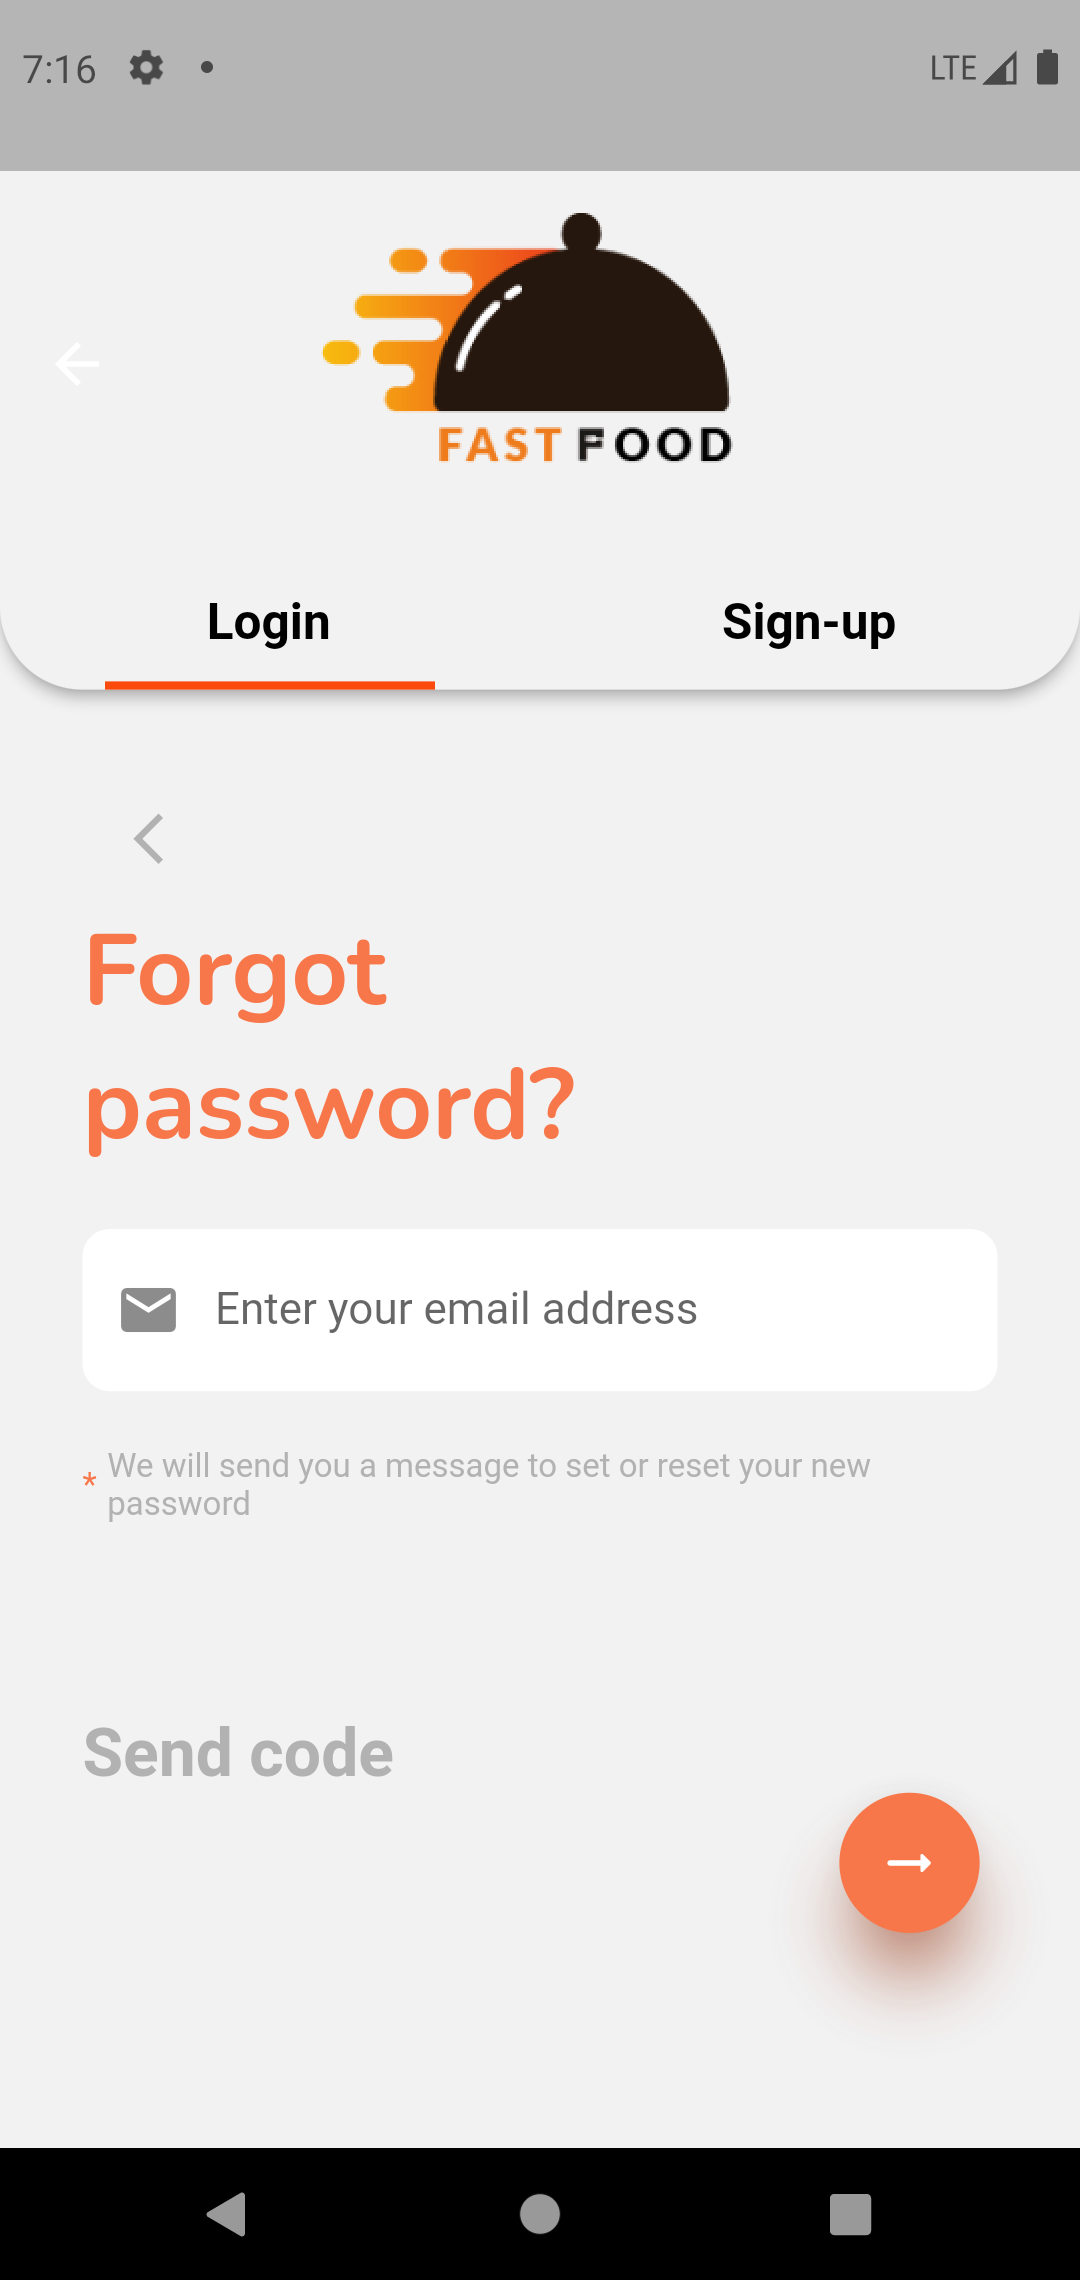 7:16
LTE
FAST FOOD
Login
Sign-up
Forgot
password?
Enter your email address
* We will send you a message to set or reset your new
password
Send code